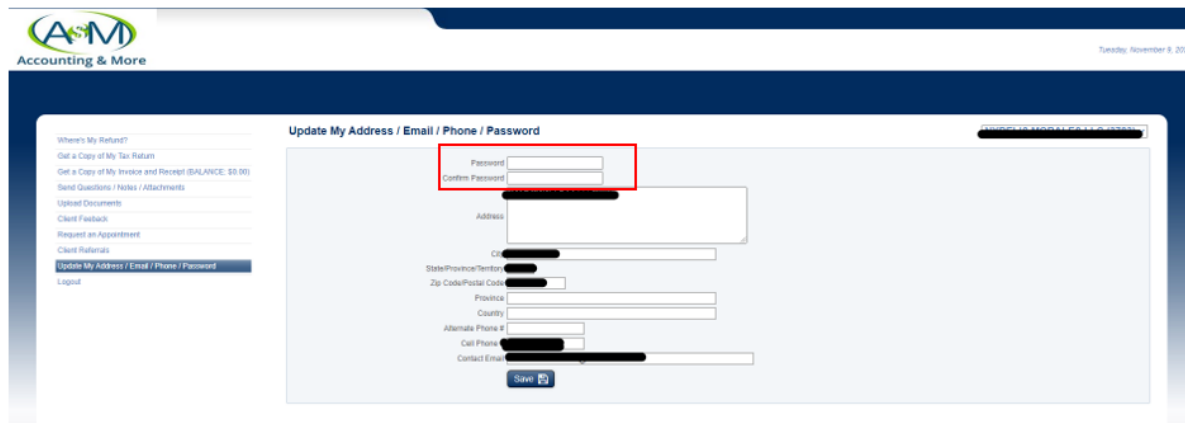 A&M
Accounting & More
Tuesday, November 9, 20
Update My Address / Email / Phone / Password
Where's My Refund?
Get a Copy of My Tax Return
Get a Copy of My Invoice and Receipt (BALANCE: $0.00)
Send Questions / Notes / Attachments
Upload Documents
Client Feeback
Request an Appointment
Client Referrals
Update My Address / Email / Phone / Password
Logout
Password
Confirm Password
Address
City
State/Province/Territory
Zip Code/Postal Code
Province
Country
Alternate Phone #
Cell Phone
Contact Email
Save